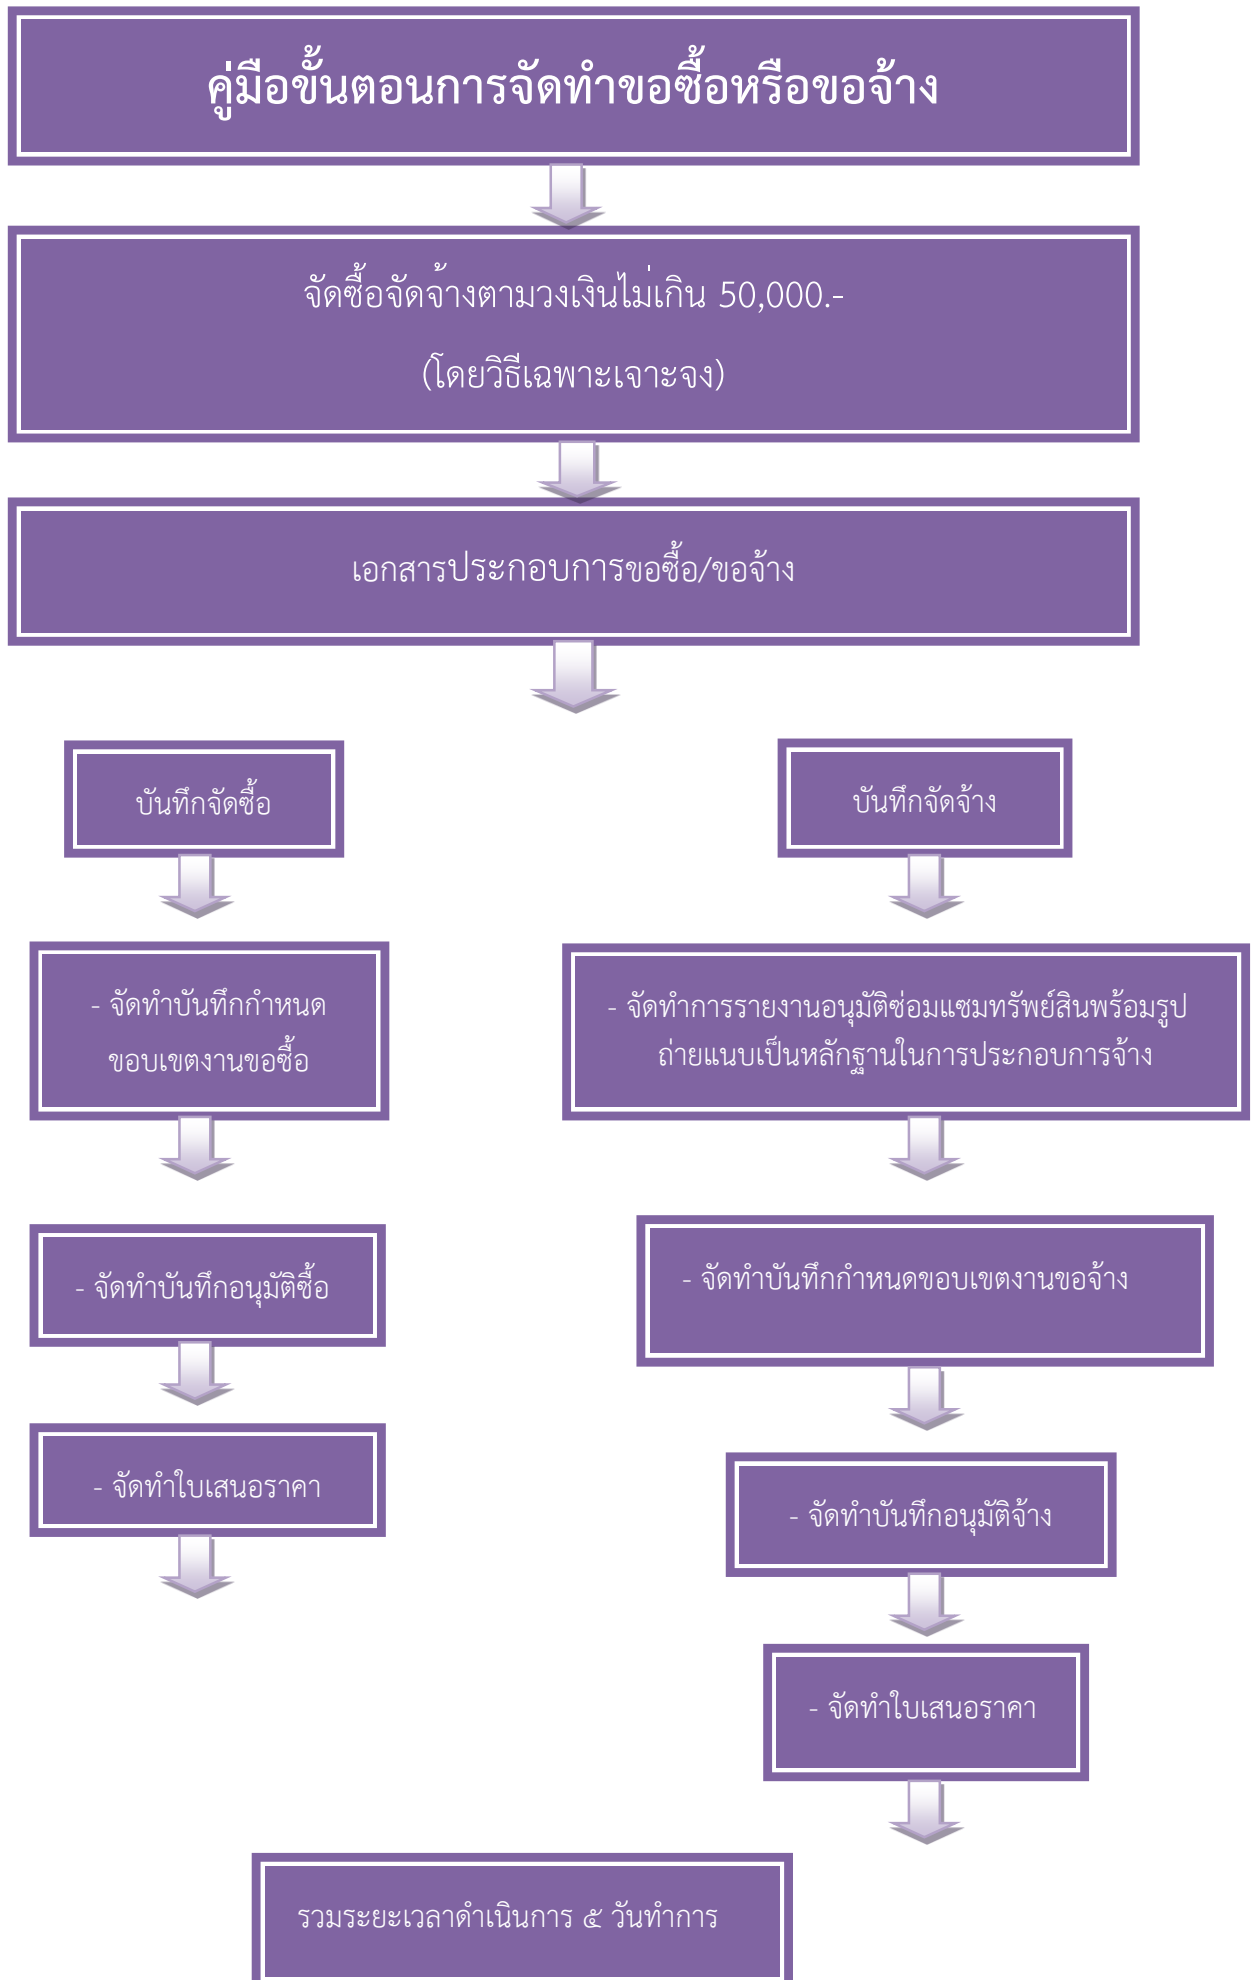 คู่มือขั้นตอนการจัดทำขอซื้อหรือขอจ้าง
จัดซื้อจัดจ้างตามวงเงินไม่เกิน 50,000.-
(โดยวิธีเฉพาะเจาะจง)
เอกสารประกอบการขอซื้อ/ขอจ้าง
บันทึกจัดซื้อ
- จัดทำบันทึกกำหนด
ขอบเขตงานขอซื้อ
- จัดทำบันทึกอนุมัติซื้อ
- จัดทำใบเสนอราคา
บันทึกจัดจ้าง
- จัดทำการรายงานอนุมัติซ่อมแซมทรัพย์สินพร้อมรูป
ถ่ายแนบเป็นหลักฐานในการประกอบการจ้าง
- จัดทำบันทึกกำหนดขอบเขตงานขอจ้าง
- จัดทำบันทึกอนุมัติจ้าง
- จัดทำใบเสนอราคา
รวมระยะเวลาดำเนินการ ๕ วันทำการ